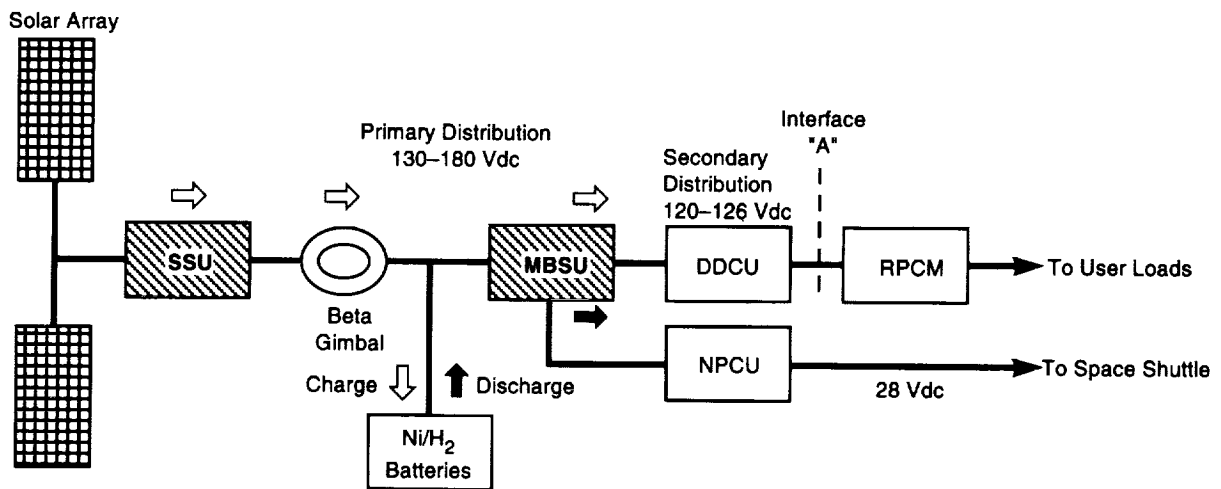 Solar Array
Primary Distribution
130–180 Vdc
Interface
"A"
Secondary
Distribution
120–126 Vdc
SSU
MBSU
DDCU
RPCM
To User Loads
Beta
Gimbal
Charge
Discharge
NPCU
To Space Shuttle
28 Vdc
Ni/H₂
Batteries